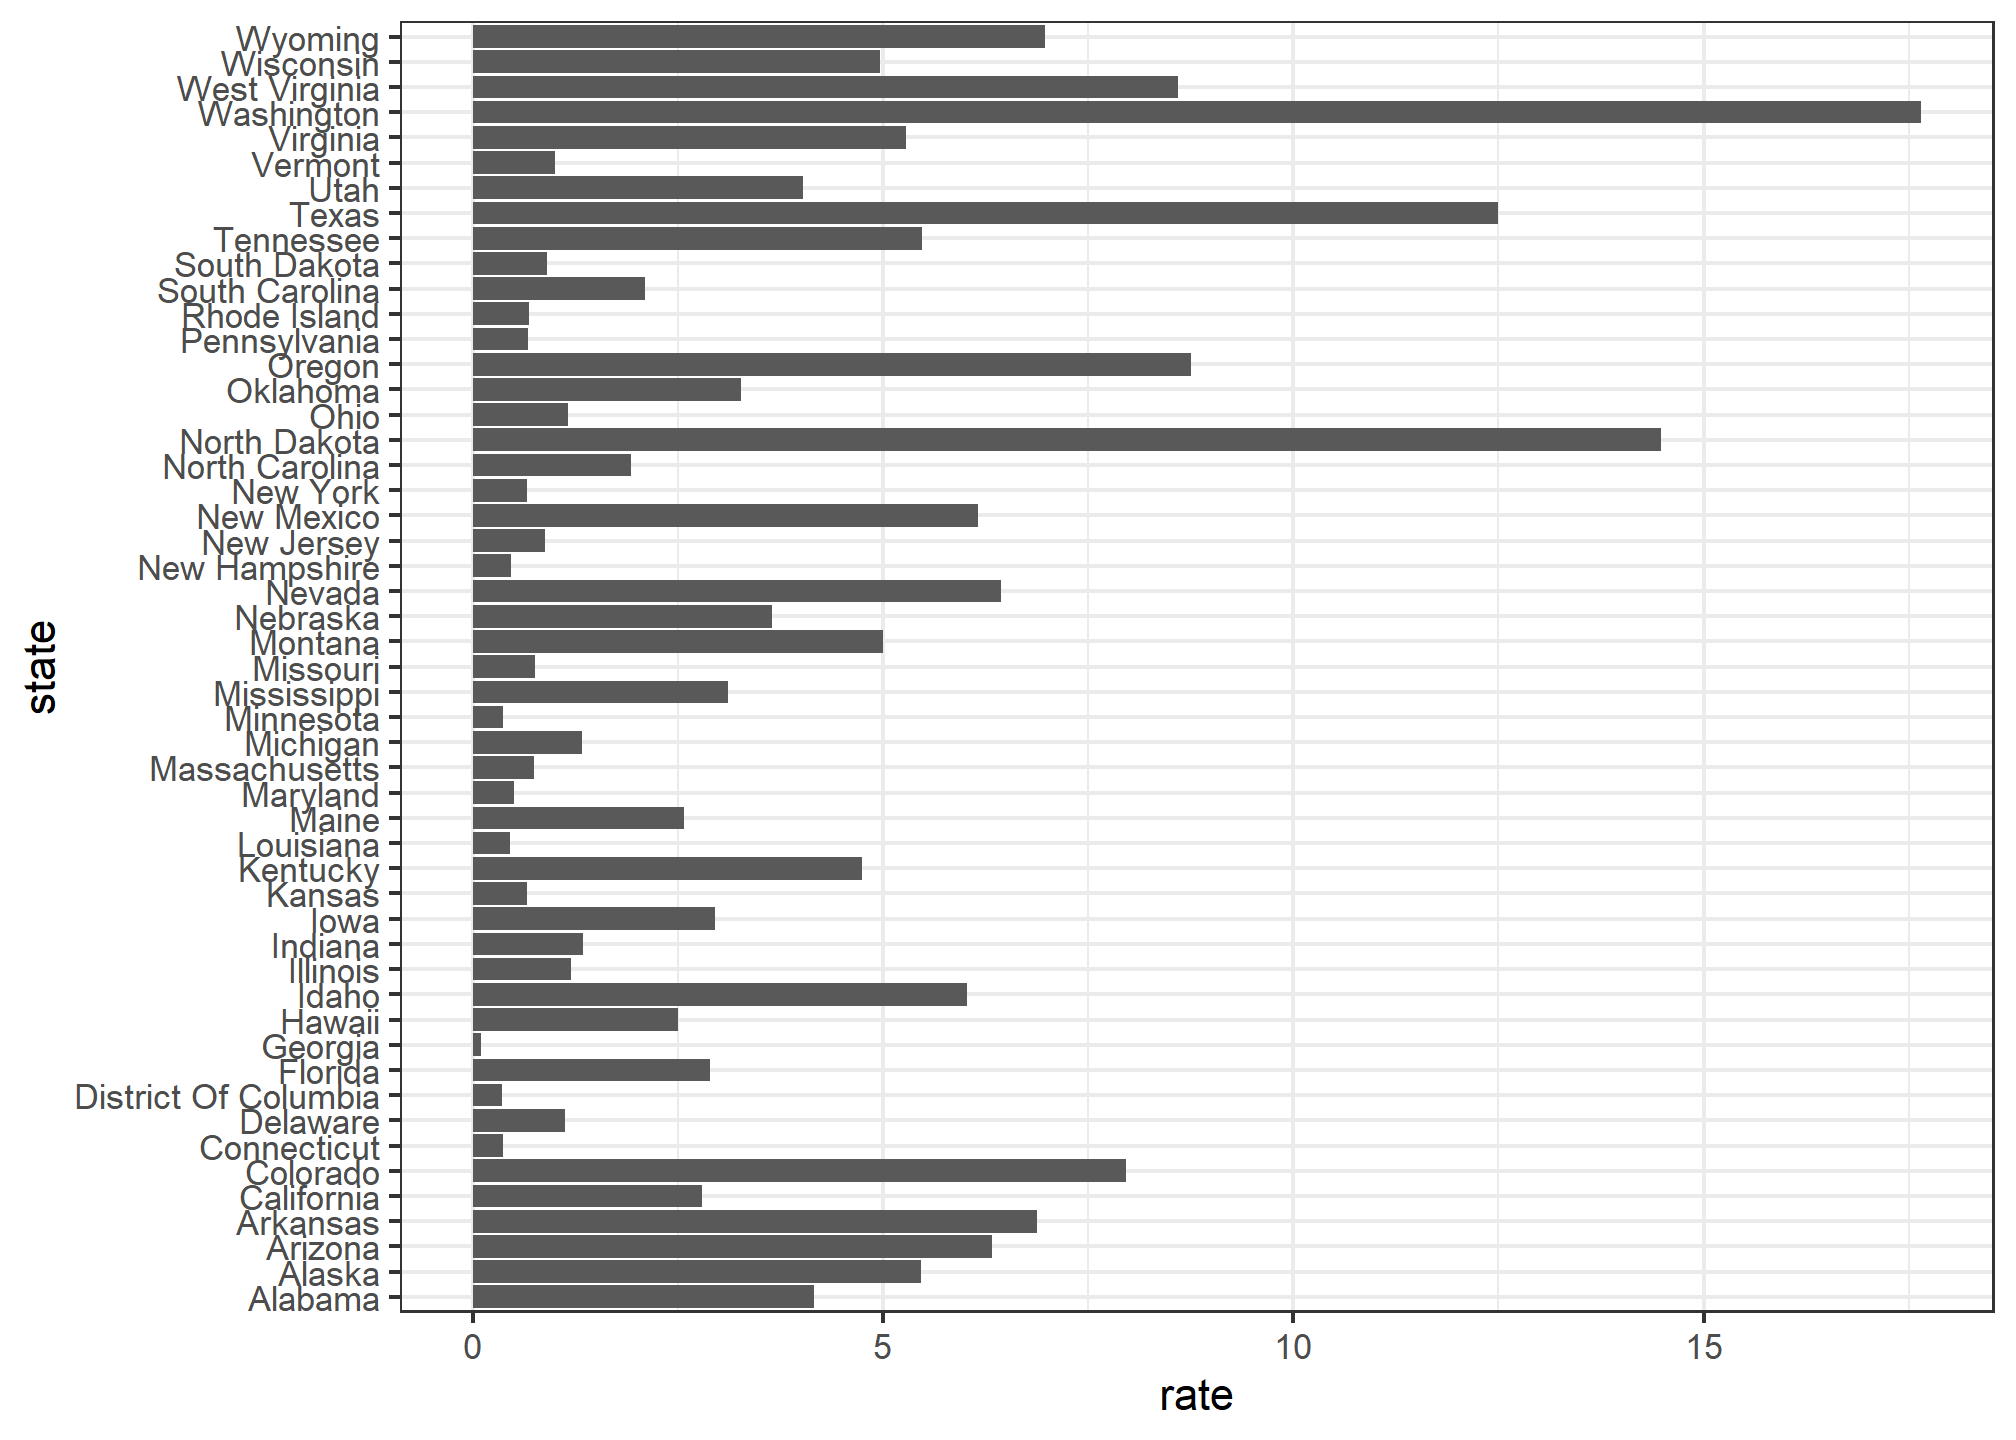 Wyoming
Wisconsin
West Virginia
Washington
Virginia
Vermont
Utah
Texas
Tennessee
South Dakota
South Carolina
Rhode Island
Pennsylvania
Oregon
Oklahoma
Ohio
North Dakota
North Carolina
New York
New Mexico
New Jersey
New Hampshire
Nevada
Nebraska
Montana
Missouri
Mississippi
Minnesota
Michigan
Massachusetts
Maryland
Maine
Louisiana
Kentucky
Kansas
Iowa
Indiana
Illinois
Idaho
Hawaii
Georgia
Florida
District Of Columbia
Delaware
Connecticut
Colorado
California
Arkansas
Arizona
Alaska
Alabama
state
0 5 10 15
rate